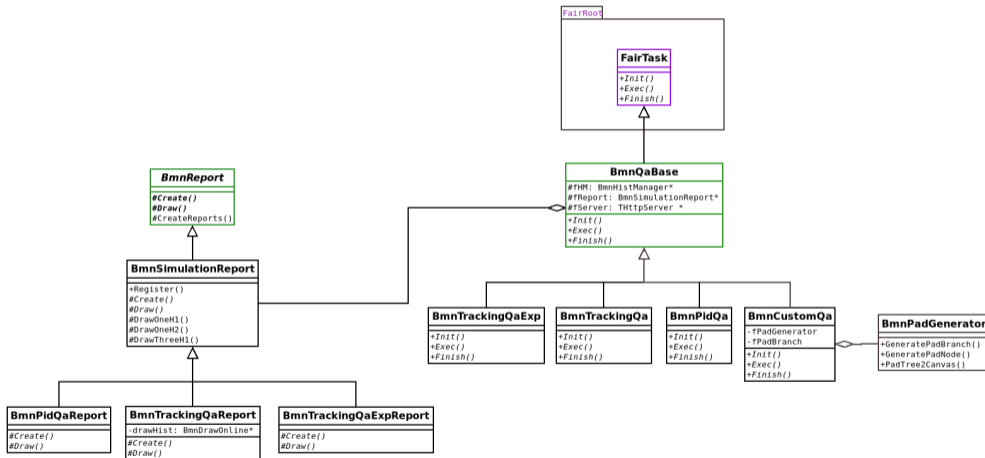 FairRoot
FairTask
+Init()
+Exec()
+Finish()
BmnQaBase
#fHM: BmnHistManager*
#fReport: BmnSimulationReport*
#fServer: THttpServer *
+Init()
+Exec()
+Finish()
BmnReport
#Create()
#Draw()
#CreateReports()
BmnSimulationReport
+Register()
#Create()
#Draw()
#DrawOneH1()
#DrawOneH2()
#DrawThreeH1()
BmnTrackingQaExp
+Init()
+Exec()
+Finish()
BmnTrackingQa
+Init()
+Exec()
+Finish()
BmnPidQa
+Init()
+Exec()
+Finish()
BmnCustomQa
-fPadGenerator
-fPadBranch
+Init()
+Exec()
+Finish()
BmnPadGenerator
+GeneratePadBranch()
+GeneratePadNode()
+PadTree2Canvas()
BmnPidQaReport
#Create()
#Draw()
BmnTrackingQaReport
-drawHist: BmnDrawOnline*
#Create()
#Draw()
BmnTrackingQaExpReport
#Create()
#Draw()